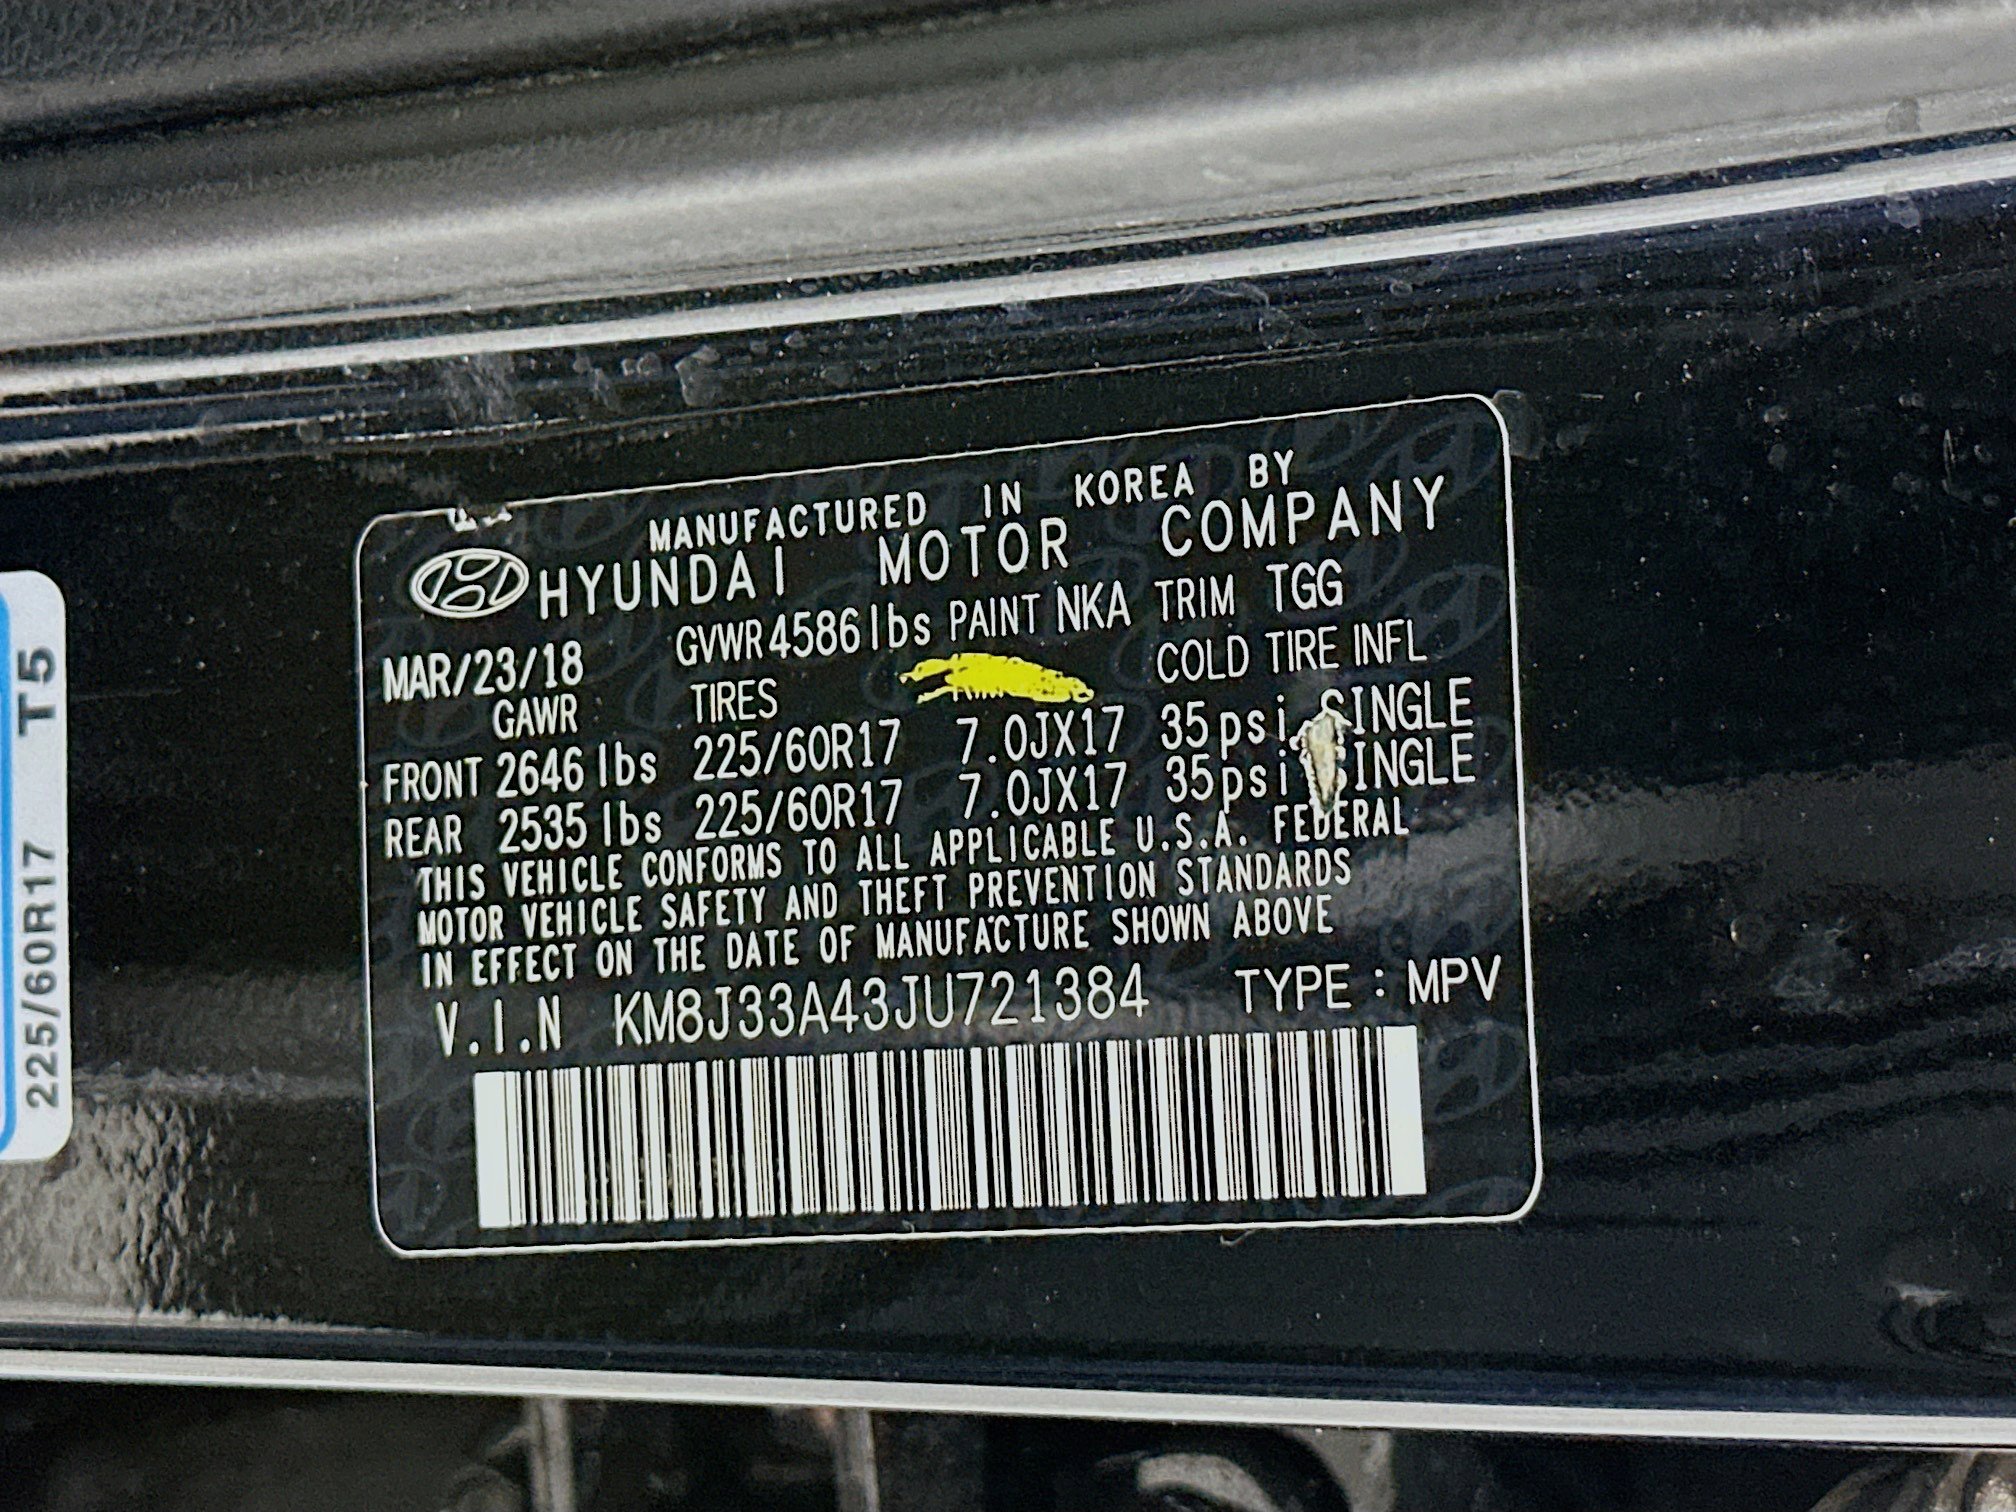 MANUFACTURED IN KOREA BY
HYUNDAI MOTOR COMPANY
MAR/23/18 GVWR 4586 lbs PAINT NKA TRIM TGG
GAWR TIRES COLD TIRE INFL
FRONT 2646 lbs 225/60R17 7.0JX17 35psi SINGLE
REAR 2535 lbs 225/60R17 7.0JX17 35psi SINGLE
THIS VEHICLE CONFORMS TO ALL APPLICABLE U.S.A. FEDERAL
MOTOR VEHICLE SAFETY AND THEFT PREVENTION STANDARDS
IN EFFECT ON THE DATE OF MANUFACTURE SHOWN ABOVE
V.I.N KM8J33A43JU721384 TYPE : MPV
225/60R17 T5